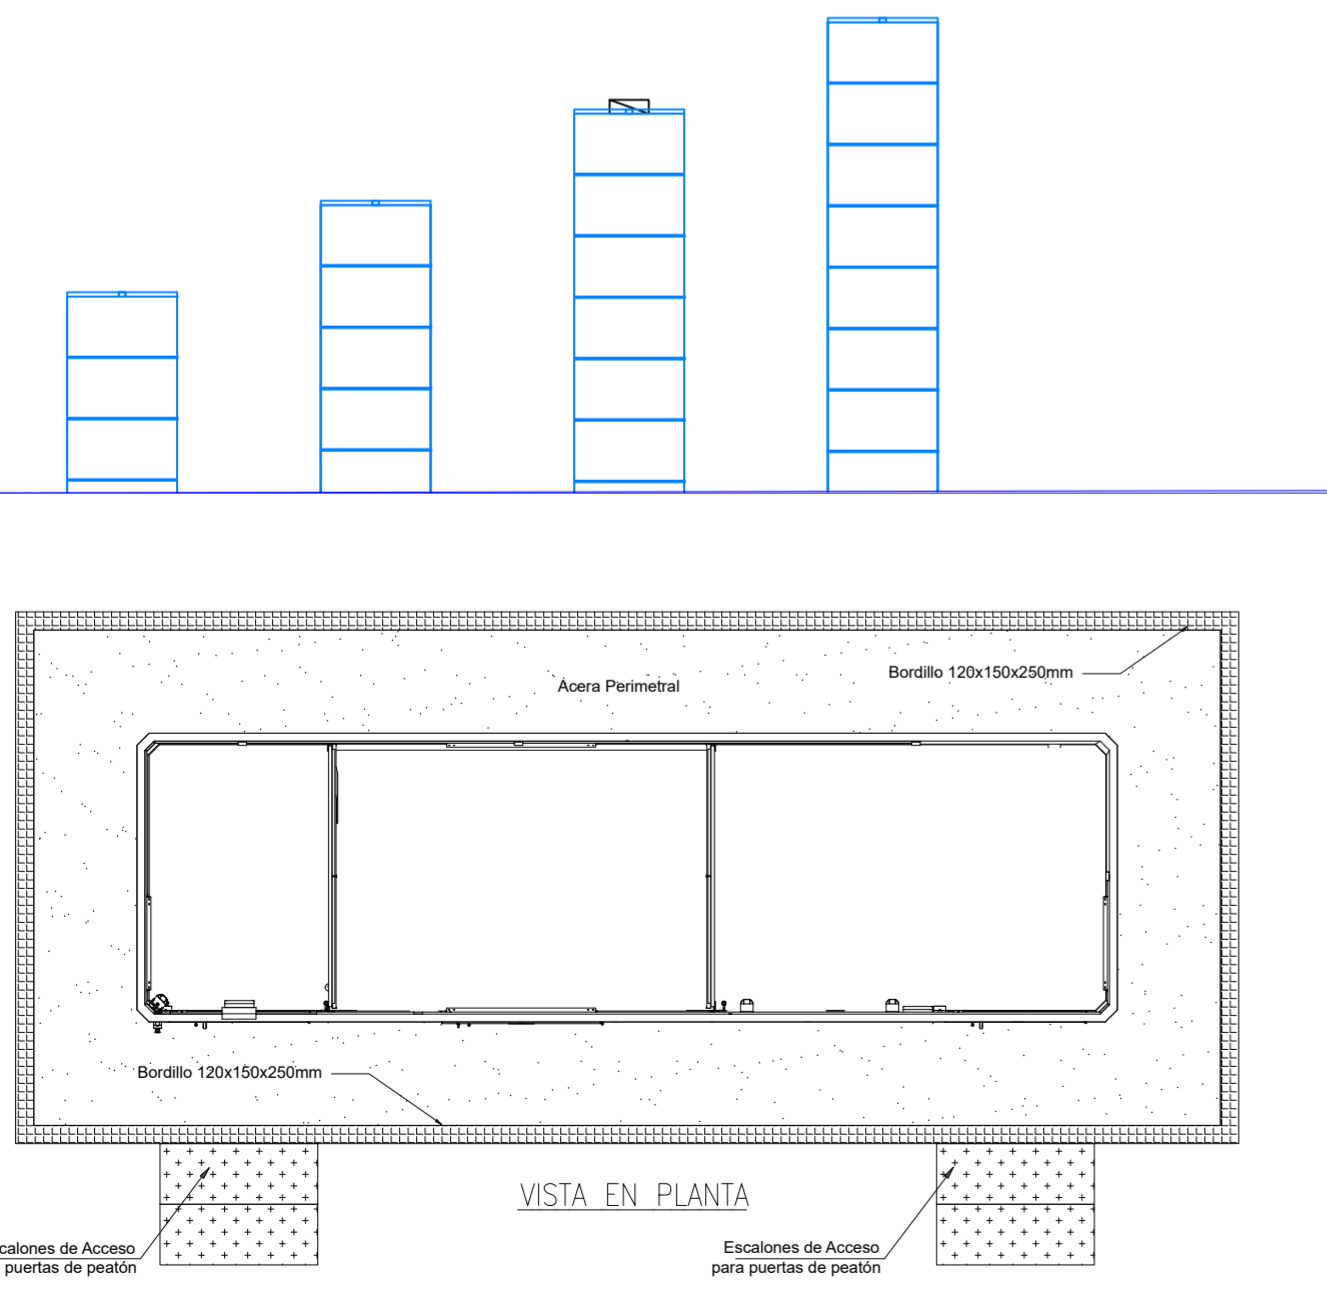 Acera Perimetral
Bordillo 120x150x250mm
Bordillo 120x150x250mm
VISTA EN PLANTA
calones de Acceso
puertas de peatón
Escalones de Acceso
para puertas de peatón